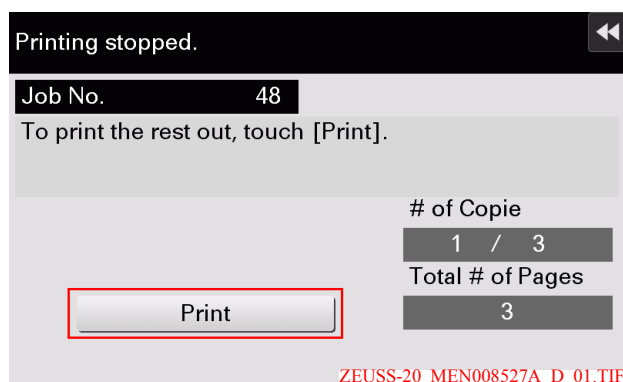 Printing stopped.
Job No. 48
To print the rest out, touch [Print].
# of Copie
1 / 3
Total # of Pages
3
Print
ZEUSS-20_MEN008527A_D_01.TIF